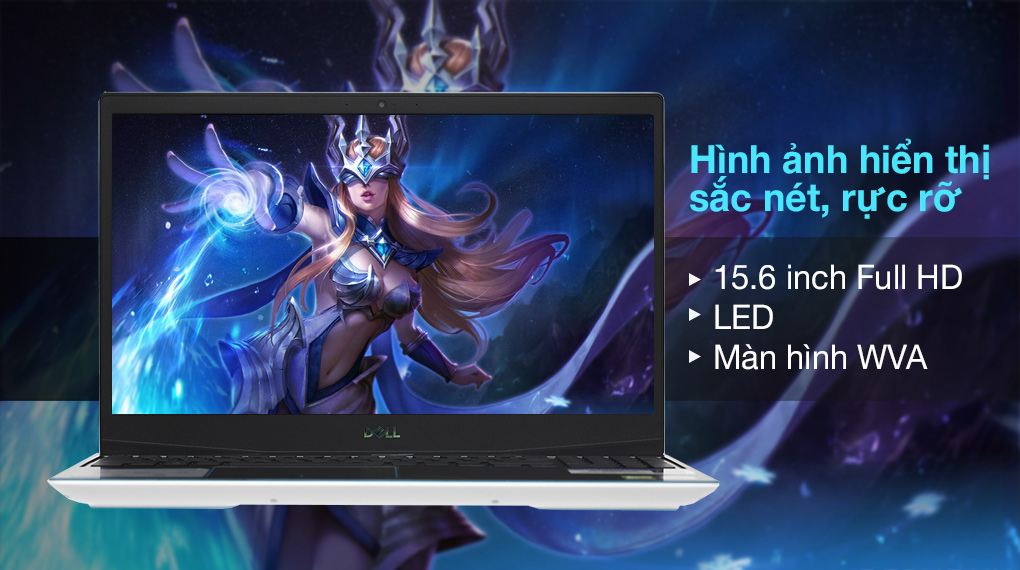 Hình ảnh hiển thị
sắc nét, rực rỡ
15.6 inch Full HD
LED
Màn hình WVA
DELL